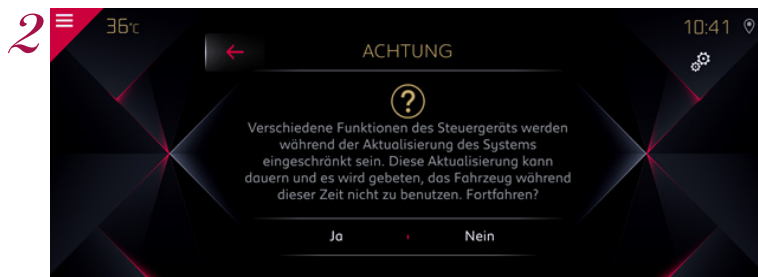 2
36°C
10:41
ACHTUNG
?
Verschiedene Funktionen des Steuergeräts werden
während der Aktualisierung des Systems
eingeschränkt sein. Diese Aktualisierung kann
dauern und es wird gebeten, das Fahrzeug während
dieser Zeit nicht zu benutzen. Fortfahren?
Ja
Nein